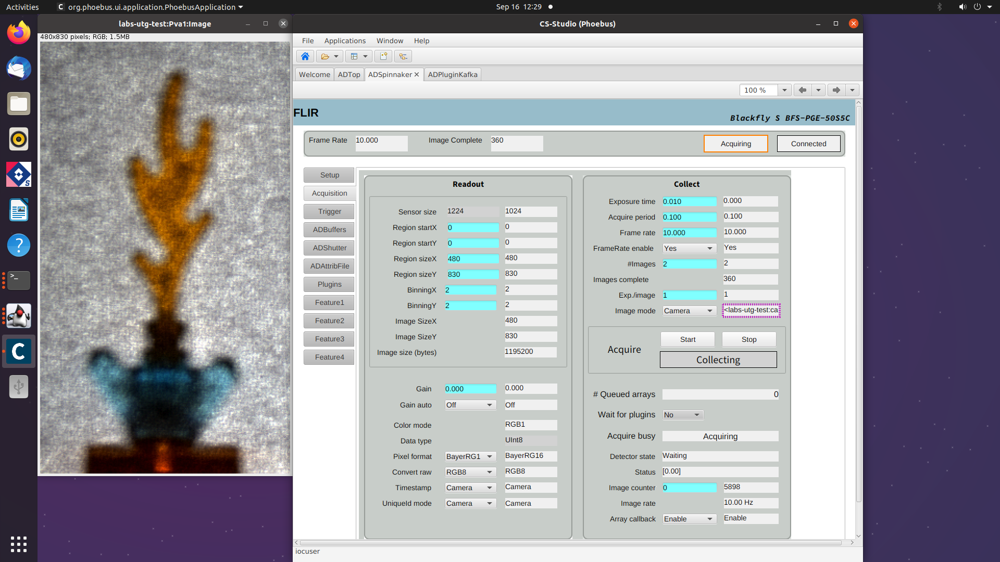 Activities org.phoebus.ui.application.PhoebusApplication Sep 16 12:29
labs-utg-test:Pva1:Image
480x830 pixels; RGB; 1.5MB
CS-Studio (Phoebus)
File Applications Window Help
Welcome ADTop ADSpinnaker ADPluginKafka
100 %
FLIR
Blackfly S BFS-PGE-50S5C
Frame Rate 10.000 Image Complete 360 Acquiring Connected
Setup
Acquisition
Trigger
ADBuffers
ADShutter
ADAttribFile
Plugins
Feature1
Feature2
Feature3
Feature4
Readout
Sensor size 1224 1024
Region startX 0 0
Region startY 0 0
Region sizeX 480 480
Region sizeY 830 830
BinningX 2 2
BinningY 2 2
Image SizeX 480
Image SizeY 830
Image size (bytes) 1195200
Gain 0.000 0.000
Gain auto Off Off
Color mode RGB1
Data type UInt8
Pixel format BayerRG1 BayerRG16
Convert raw RGB8 RGB8
Timestamp Camera Camera
UniqueId mode Camera Camera
Collect
Exposure time 0.010 0.000
Acquire period 0.100 0.100
Frame rate 10.000 10.000
FrameRate enable Yes Yes
#Images 2 2
Images complete 360
Exp./image 1 1
Image mode Camera <labs-utg-test:ca
Acquire Start Stop
Collecting
# Queued arrays 0
Wait for plugins No
Acquire busy Acquiring
Detector state Waiting
Status [0.00]
Image counter 0 5898
Image rate 10.00 Hz
Array callback Enable Enable
iocuser